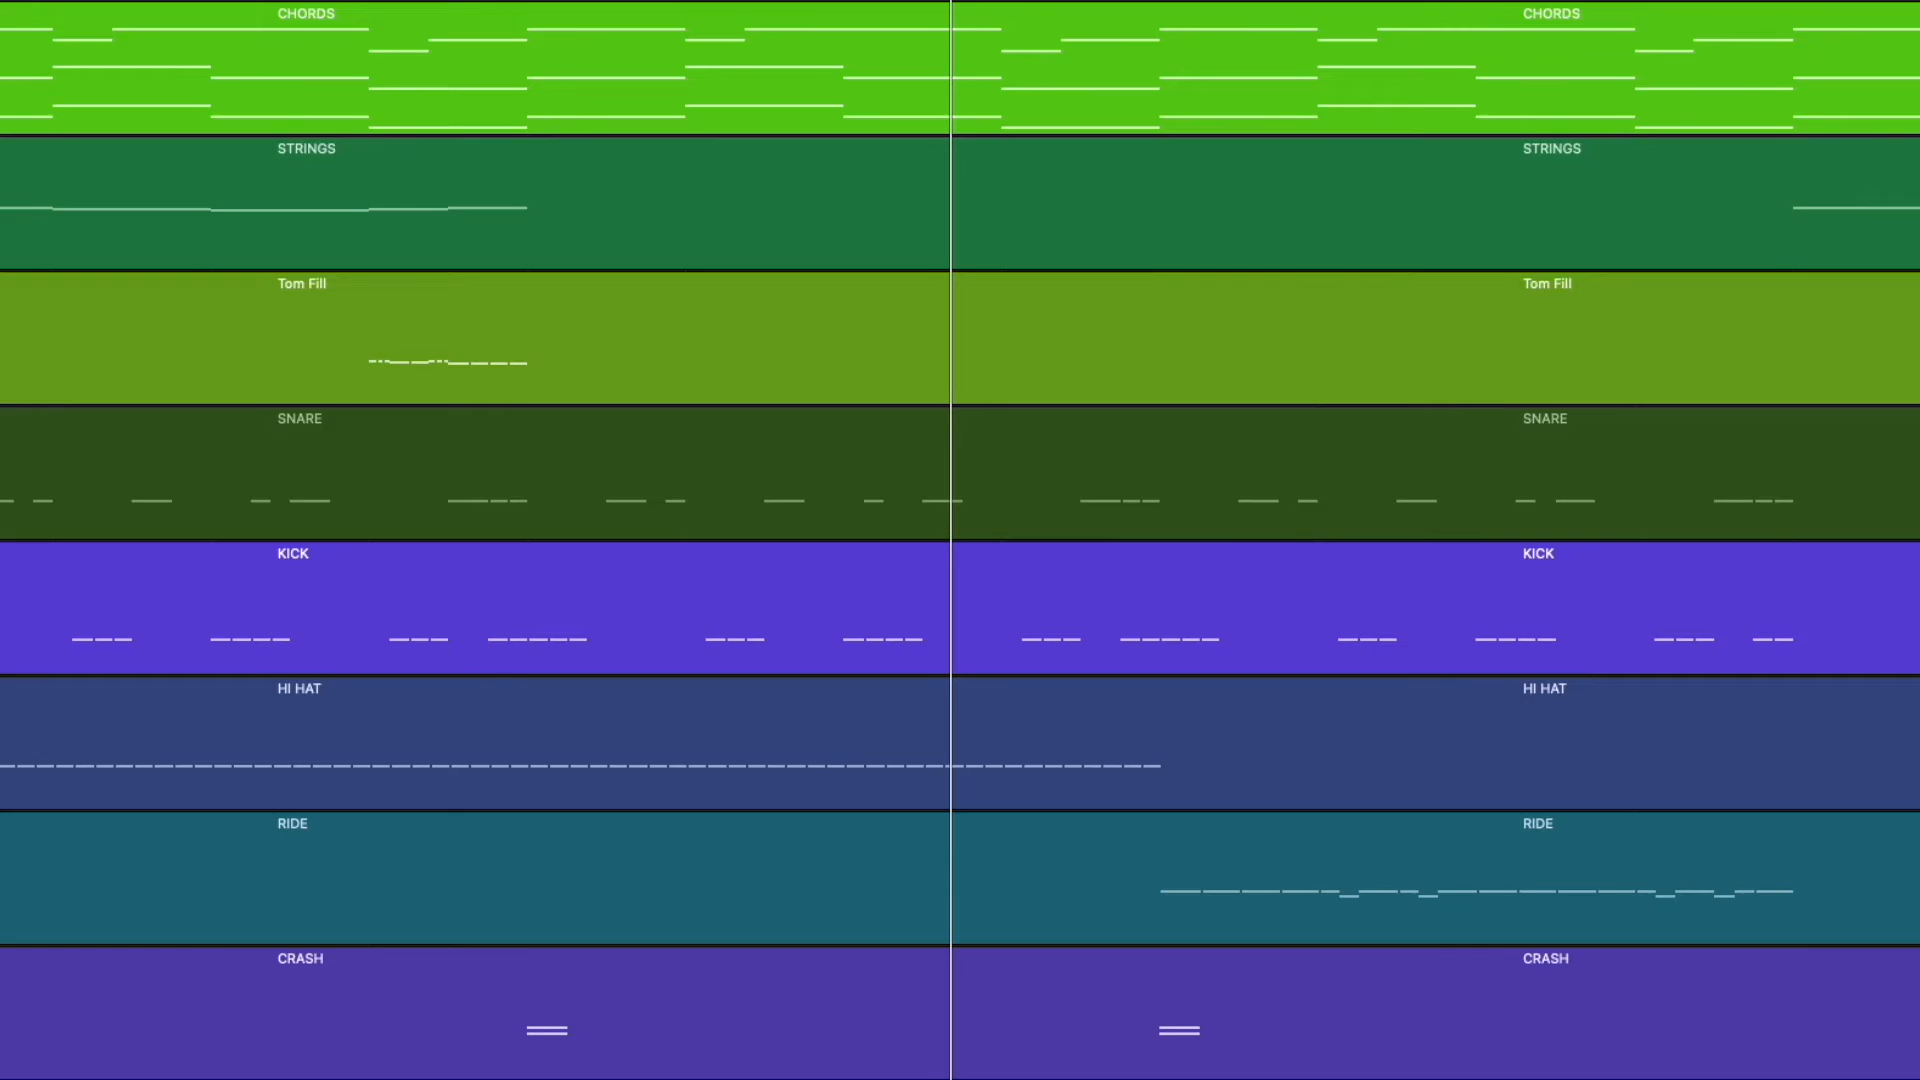 CHORDS CHORDS
STRINGS STRINGS
Tom Fill Tom Fill
SNARE SNARE
KICK KICK
HI HAT HI HAT
RIDE RIDE
CRASH CRASH